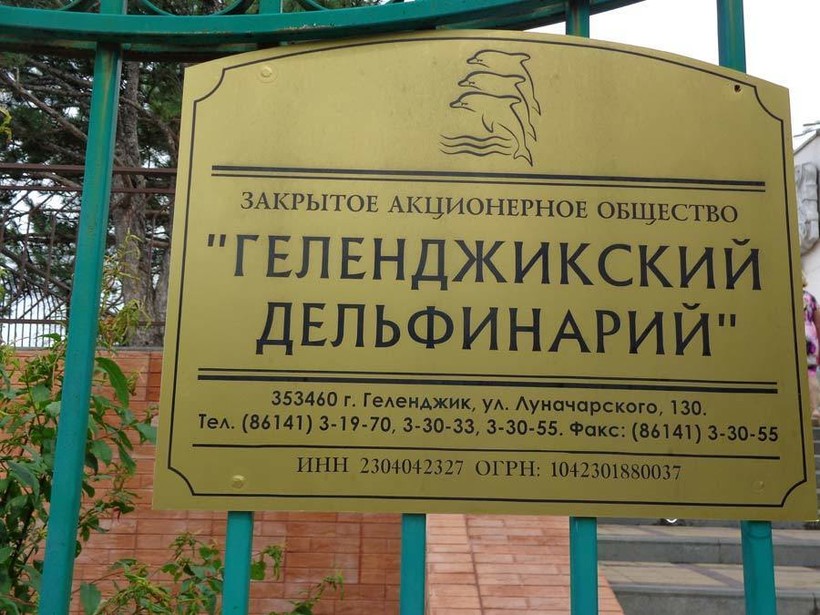 ЗАКРЫТОЕ АКЦИОНЕРНОЕ ОБЩЕСТВО
"ГЕЛЕНДЖИКСКИЙ
ДЕЛЬФИНАРИЙ"
353460 г. Геленджик, ул. Луначарского, 130.
Тел. (86141) 3-19-70, 3-30-33, 3-30-55. Факс: (86141) 3-30-55
ИНН 2304042327 ОГРН: 1042301880037